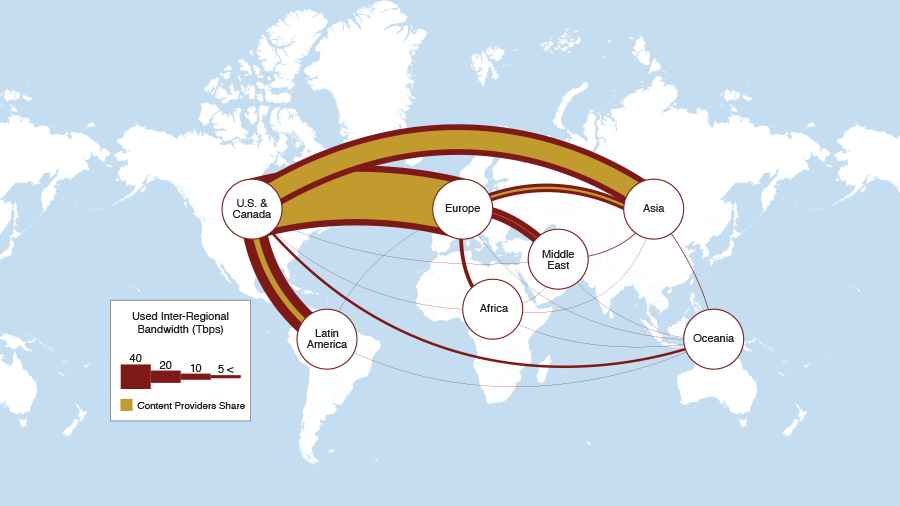 U.S. &
Canada
Europe
Asia
Middle
East
Africa
Latin
America
Oceania
Used Inter-Regional
Bandwidth (Tbps)
40
20
10
5 <
Content Providers Share